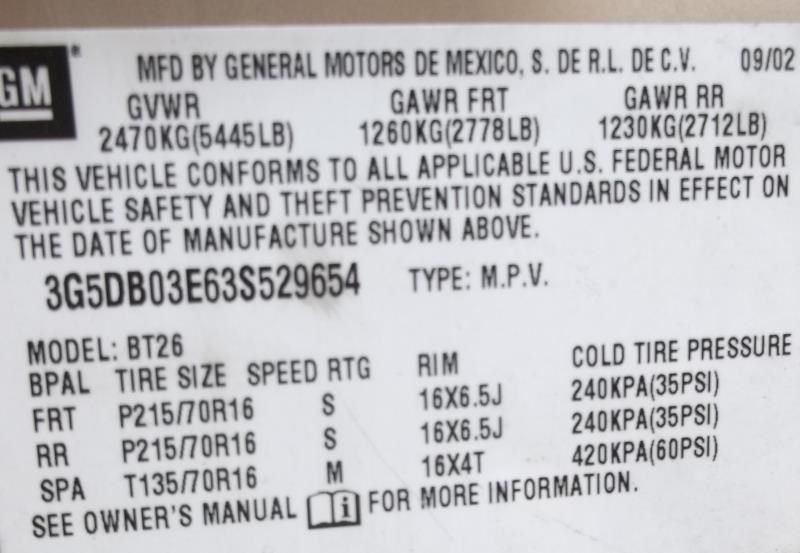 GM
MFD BY GENERAL MOTORS DE MEXICO, S. DE R.L. DE C.V. 09/02
GVWR GAWR FRT GAWR RR
2470KG(5445LB) 1260KG(2778LB) 1230KG(2712LB)
THIS VEHICLE CONFORMS TO ALL APPLICABLE U.S. FEDERAL MOTOR
VEHICLE SAFETY AND THEFT PREVENTION STANDARDS IN EFFECT ON
THE DATE OF MANUFACTURE SHOWN ABOVE.
3G5DB03E63S529654 TYPE: M.P.V.
MODEL: BT26
BPAL TIRE SIZE SPEED RTG RIM COLD TIRE PRESSURE
FRT P215/70R16 S 16X6.5J 240KPA(35PSI)
RR P215/70R16 S 16X6.5J 240KPA(35PSI)
SPA T135/70R16 M 16X4T 420KPA(60PSI)
SEE OWNER'S MANUAL i FOR MORE INFORMATION.